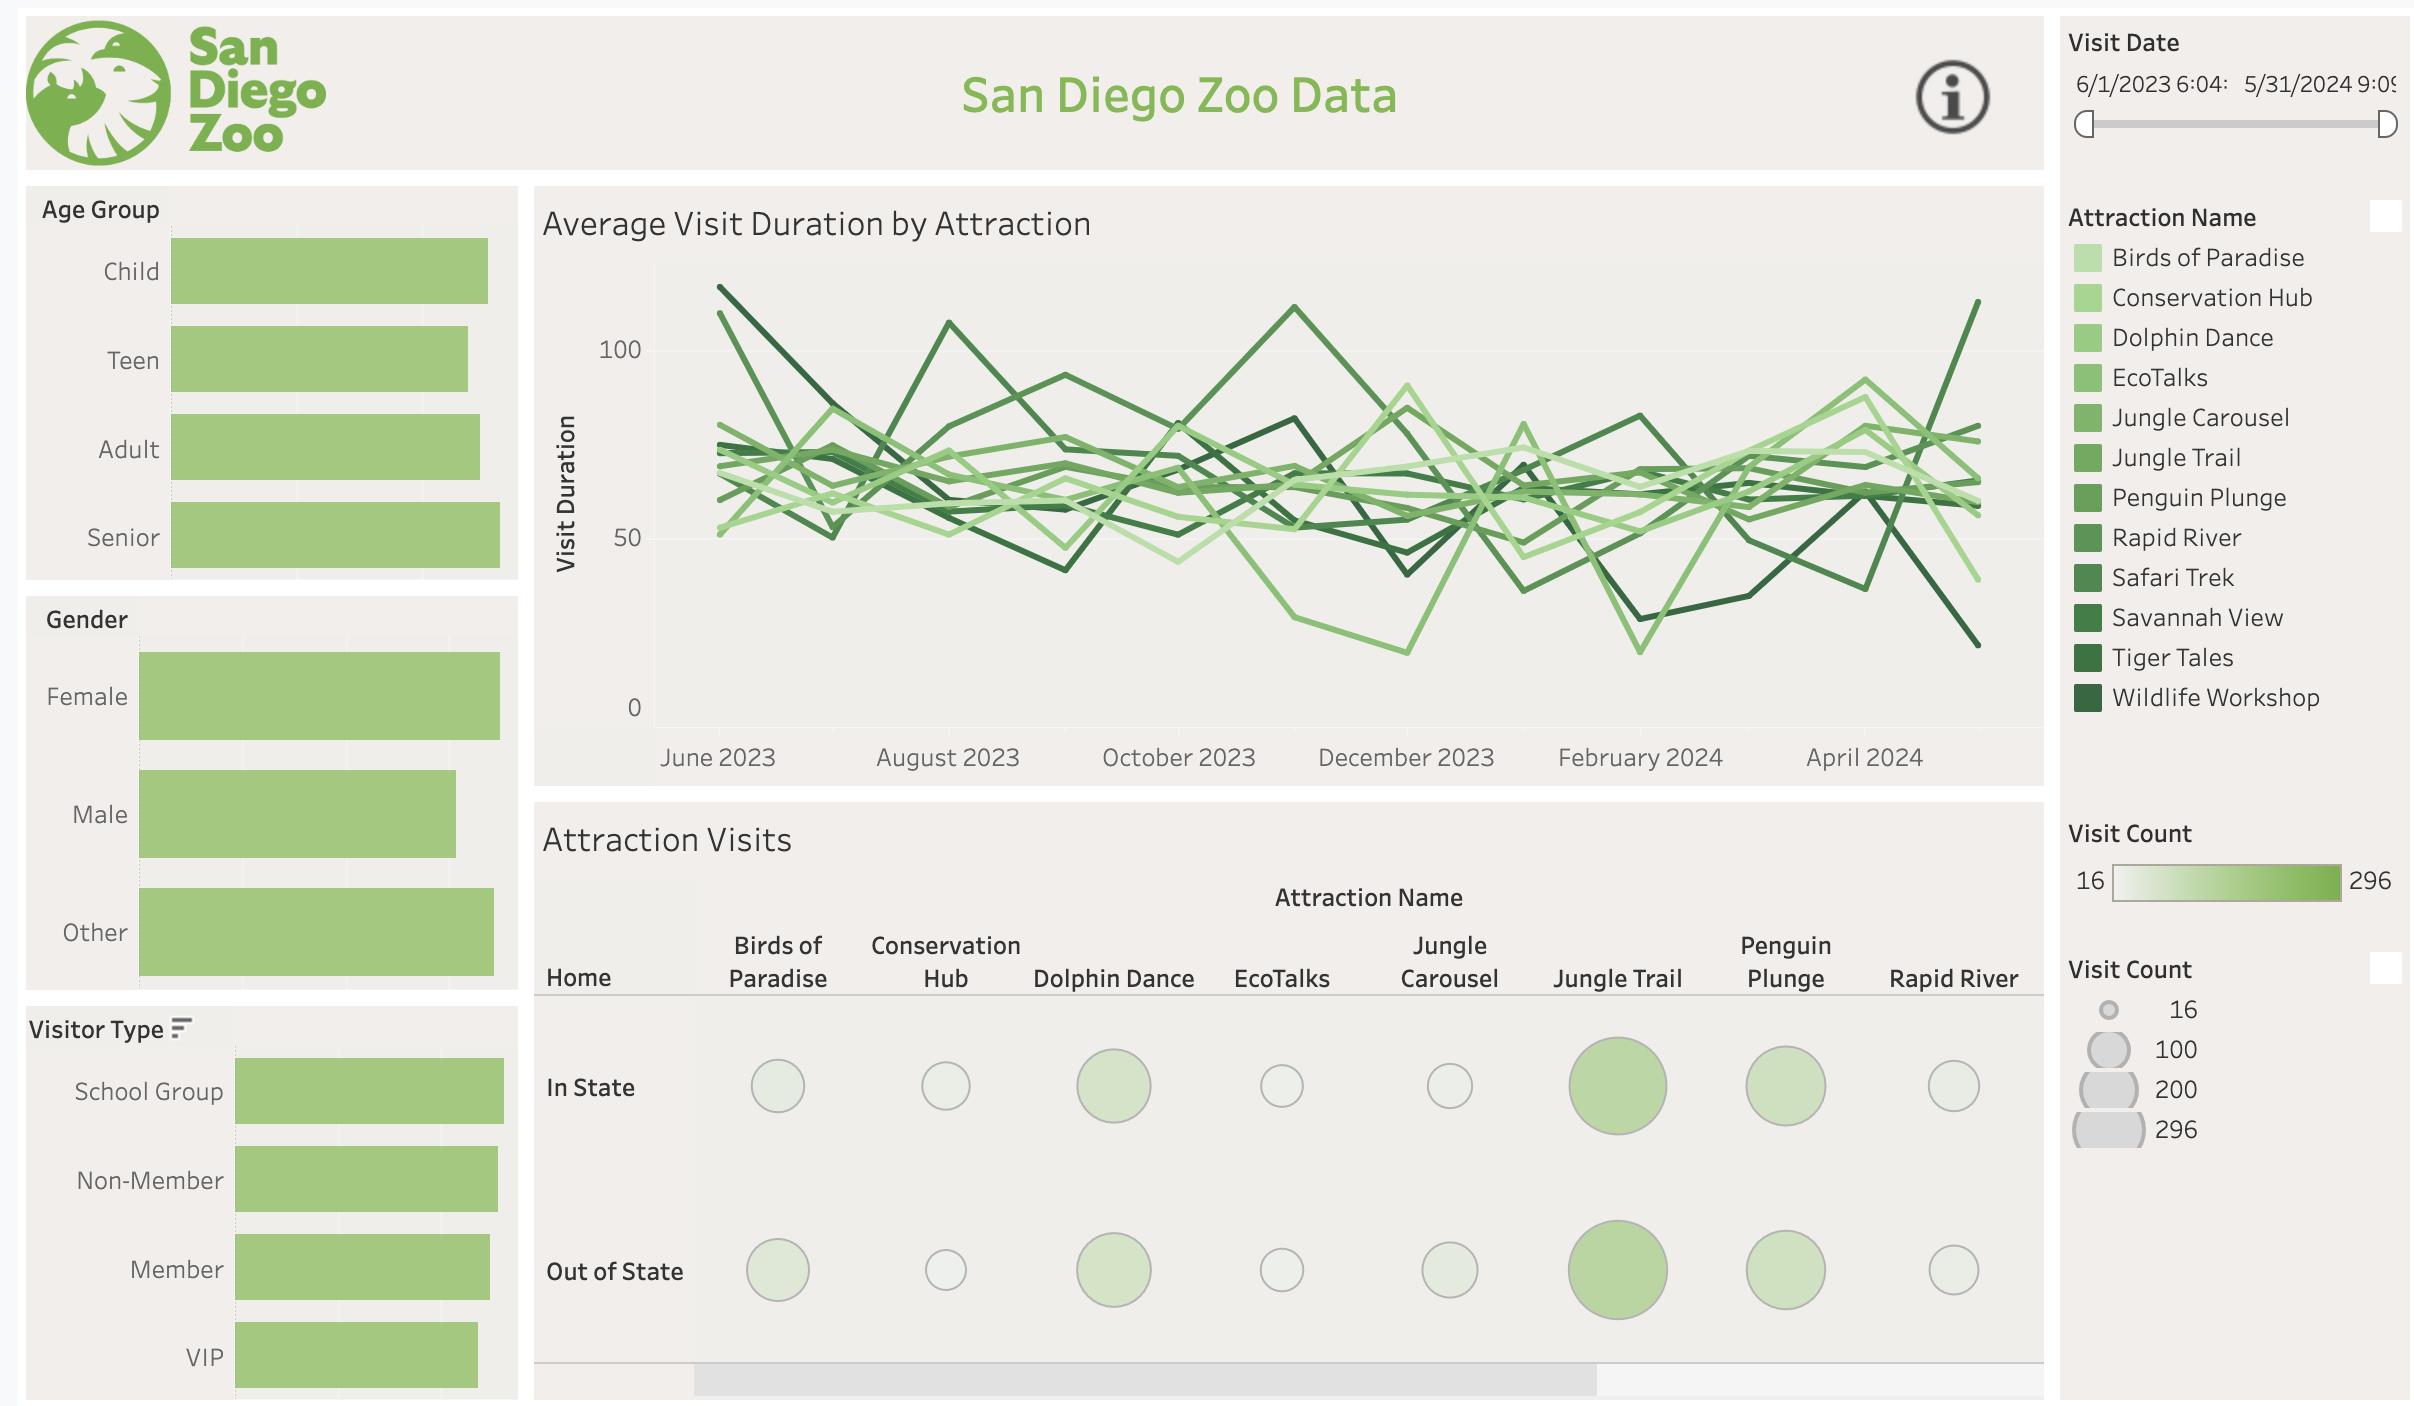 San
Diego
Zoo
San Diego Zoo Data
Visit Date
6/1/2023 6:04:
5/31/2024 9:09
Age Group
Child
Teen
Adult
Senior
Gender
Female
Male
Other
Visitor Type
School Group
Non-Member
Member
VIP
Average Visit Duration by Attraction
Visit Duration
100
50
0
June 2023
August 2023
October 2023
December 2023
February 2024
April 2024
Attraction Visits
Attraction Name
Home
Birds of
Paradise
Conservation
Hub
Dolphin Dance
EcoTalks
Jungle
Carousel
Jungle Trail
Penguin
Plunge
Rapid River
In State
Out of State
Attraction Name
Birds of Paradise
Conservation Hub
Dolphin Dance
EcoTalks
Jungle Carousel
Jungle Trail
Penguin Plunge
Rapid River
Safari Trek
Savannah View
Tiger Tales
Wildlife Workshop
Visit Count
16
296
Visit Count
16
100
200
296